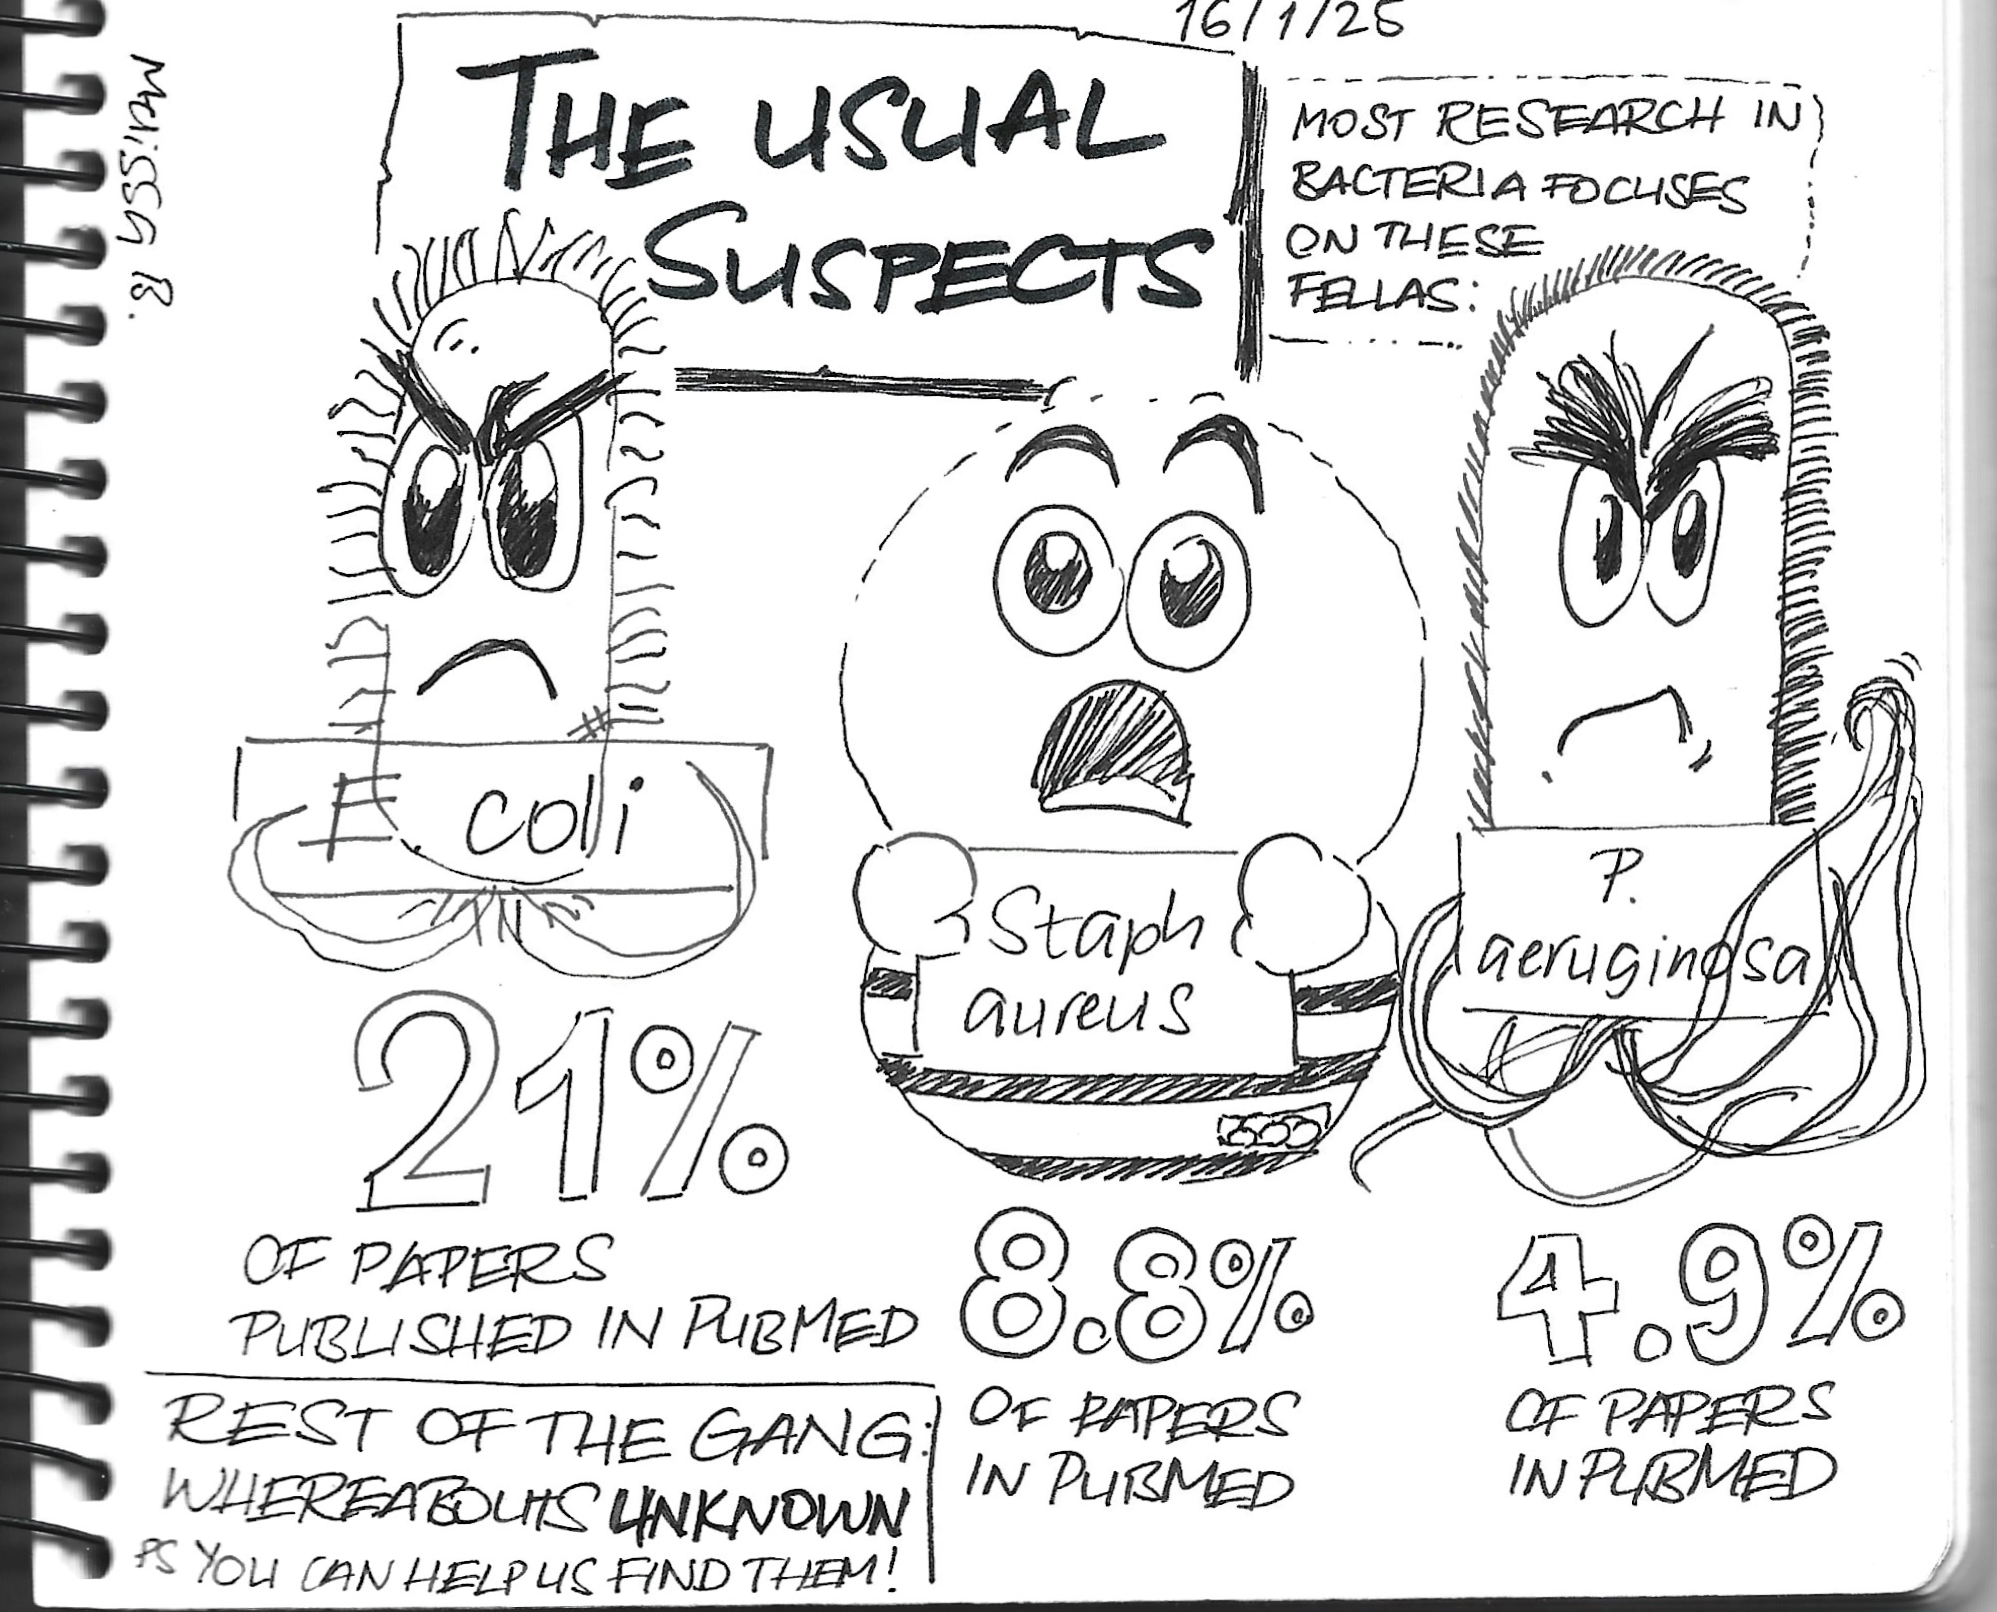 16/1/25
Marissa B.
THE USUAL
SUSPECTS
MOST RESEARCH IN
BACTERIA FOCUSES
ON THESE
FELLAS:
E. coli
21%
OF PAPERS
PUBLISHED IN PUBMED
Staph
aureus
8.8%
OF PAPERS
IN PUBMED
P.
aeruginosa
4.9%
OF PAPERS
IN PUBMED
REST OF THE GANG:
WHEREABOUTS UNKNOWN
PS YOU CAN HELP US FIND THEM!